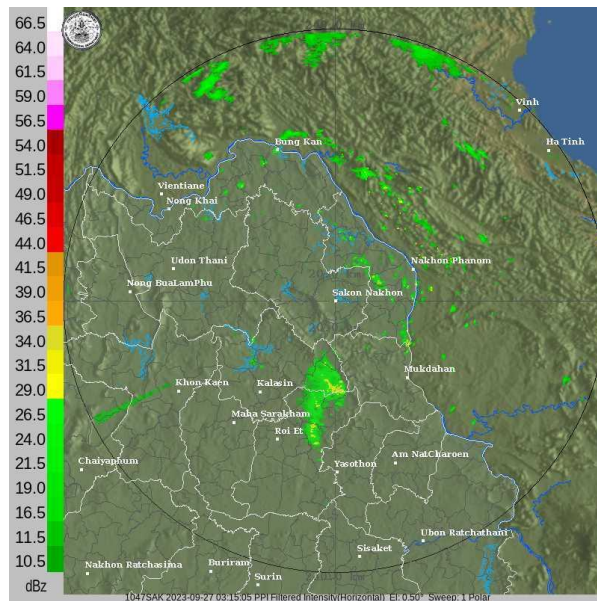 66.5
64.0
61.5
59.0
56.5
54.0
51.5
49.0
46.5
44.0
41.5
39.0
36.5
34.0
31.5
29.0
26.5
24.0
21.5
19.0
16.5
11.5
10.5
dBz
Vinh
Ha Tinh
Bung Kan
Vientiane
Nong Khai
Udon Thani
Nakhon Phanom
Nong BuaLamPhu
Sakon Nakhon
Mukdahan
Khon Kaen
Kalasin
Maha Sarakham
Roi Et
Chaiyaphum
Yasothon
Am Nat Charoen
Ubon Ratchathani
Sisaket
Nakhon Ratchasima
Buriram
Surin
1047SAK 2023-09-27 03:15:05 PPI Filtered Intensity(Horizontal) El: 0.50° Sweep: 1 Polar